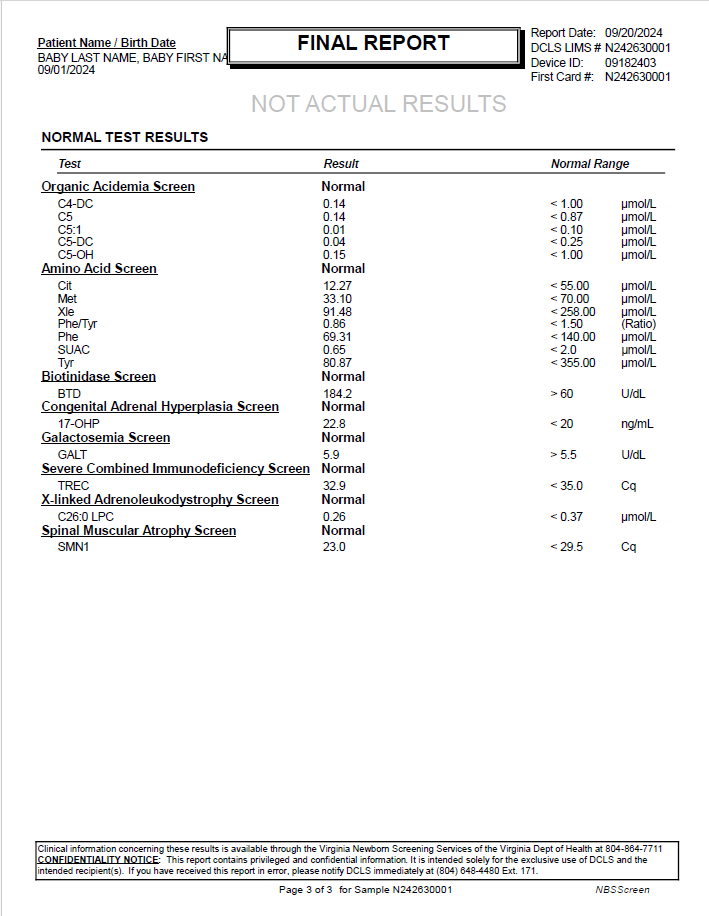 Patient Name / Birth Date
BABY LAST NAME, BABY FIRST NA
09/01/2024
FINAL REPORT
Report Date: 09/20/2024
DCLS LIMS # N242630001
Device ID: 09182403
First Card #: N242630001
NOT ACTUAL RESULTS
NORMAL TEST RESULTS
Test Result Normal Range
Organic Acidemia Screen Normal
C4-DC 0.14 < 1.00 µmol/L
C5 0.14 < 0.87 µmol/L
C5:1 0.01 < 0.10 µmol/L
C5-DC 0.04 < 0.25 µmol/L
C5-OH 0.15 < 1.00 µmol/L
Amino Acid Screen Normal
Cit 12.27 < 55.00 µmol/L
Met 33.10 < 70.00 µmol/L
Xle 91.48 < 258.00 µmol/L
Phe/Tyr 0.86 < 1.50 (Ratio)
Phe 69.31 < 140.00 µmol/L
SUAC 0.65 < 2.0 µmol/L
Tyr 80.87 < 355.00 µmol/L
Biotinidase Screen Normal
BTD 184.2 > 60 U/dL
Congenital Adrenal Hyperplasia Screen Normal
17-OHP 22.8 < 20 ng/mL
Galactosemia Screen Normal
GALT 5.9 > 5.5 U/dL
Severe Combined Immunodeficiency Screen Normal
TREC 32.9 < 35.0 Cq
X-linked Adrenoleukodystrophy Screen Normal
C26:0 LPC 0.26 < 0.37 µmol/L
Spinal Muscular Atrophy Screen Normal
SMN1 23.0 < 29.5 Cq
Clinical information concerning these results is available through the Virginia Newborn Screening Services of the Virginia Dept of Health at 804-864-7711
CONFIDENTIALITY NOTICE: This report contains privileged and confidential information. It is intended solely for the exclusive use of DCLS and the
intended recipient(s). If you have received this report in error, please notify DCLS immediately at (804) 648-4480 Ext. 171.
Page 3 of 3 for Sample N242630001
NBSScreen